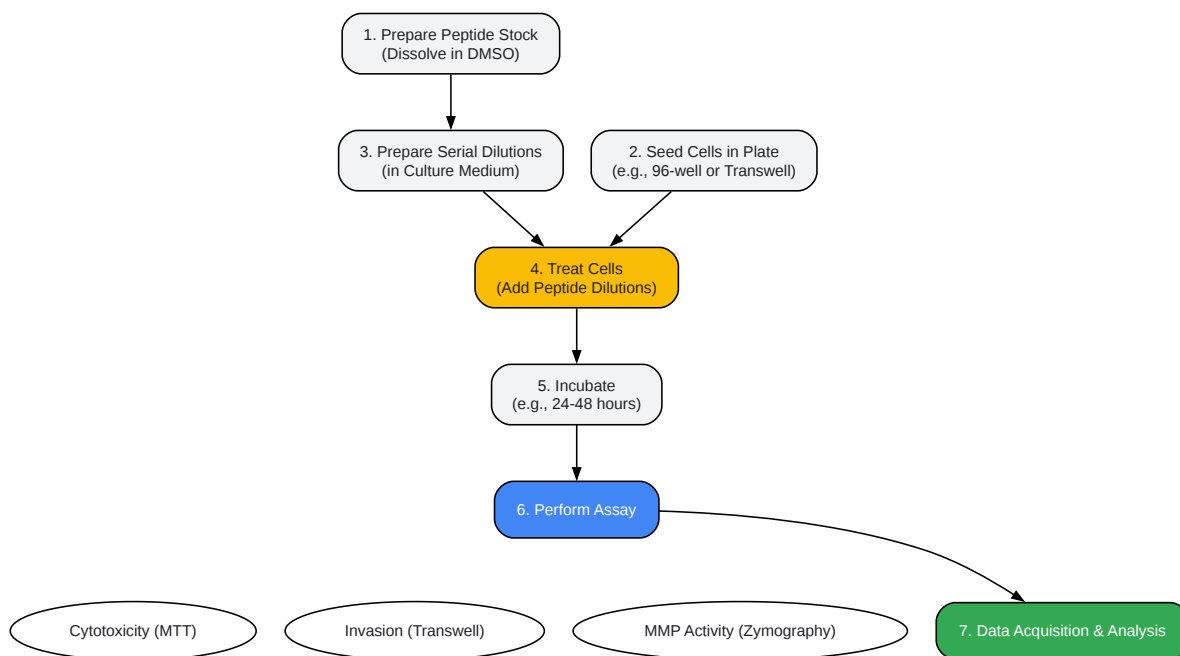 1. Prepare Peptide Stock
(Dissolve in DMSO)
3. Prepare Serial Dilutions
(in Culture Medium)
2. Seed Cells in Plate
(e.g., 96-well or Transwell)
4. Treat Cells
(Add Peptide Dilutions)
5. Incubate
(e.g., 24-48 hours)
6. Perform Assay
Cytotoxicity (MTT)
Invasion (Transwell)
MMP Activity (Zymography)
7. Data Acquisition & Analysis